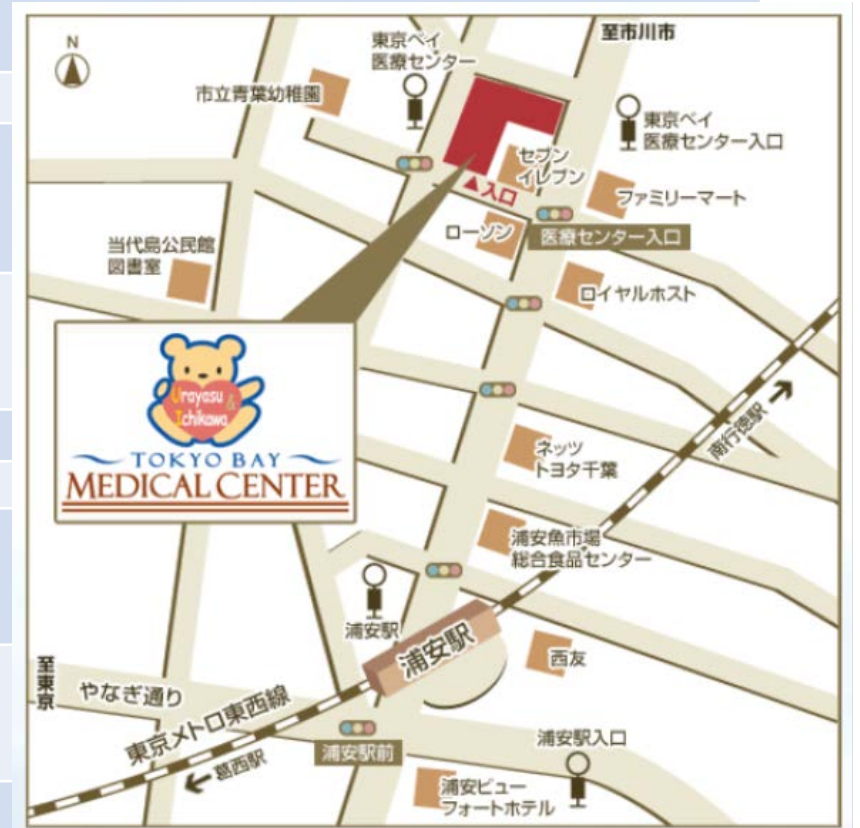 N
至市川市
東京ベイ
医療センター
市立青葉幼稚園
東京ベイ
医療センター入口
セブン
イレブン
▲入口
ファミリーマート
ローソン
医療センター入口
当代島公民館
図書室
ロイヤルホスト
Urayasu
&
Ichikawa
TOKYO BAY
MEDICAL CENTER
南行徳駅
ネッツ
トヨタ千葉
浦安魚市場
総合食品センター
浦安駅
浦安駅
西友
至東京
やなぎ通り
東京メトロ東西線
葛西駅
浦安駅前
浦安駅入口
浦安ビュー
フォートホテル